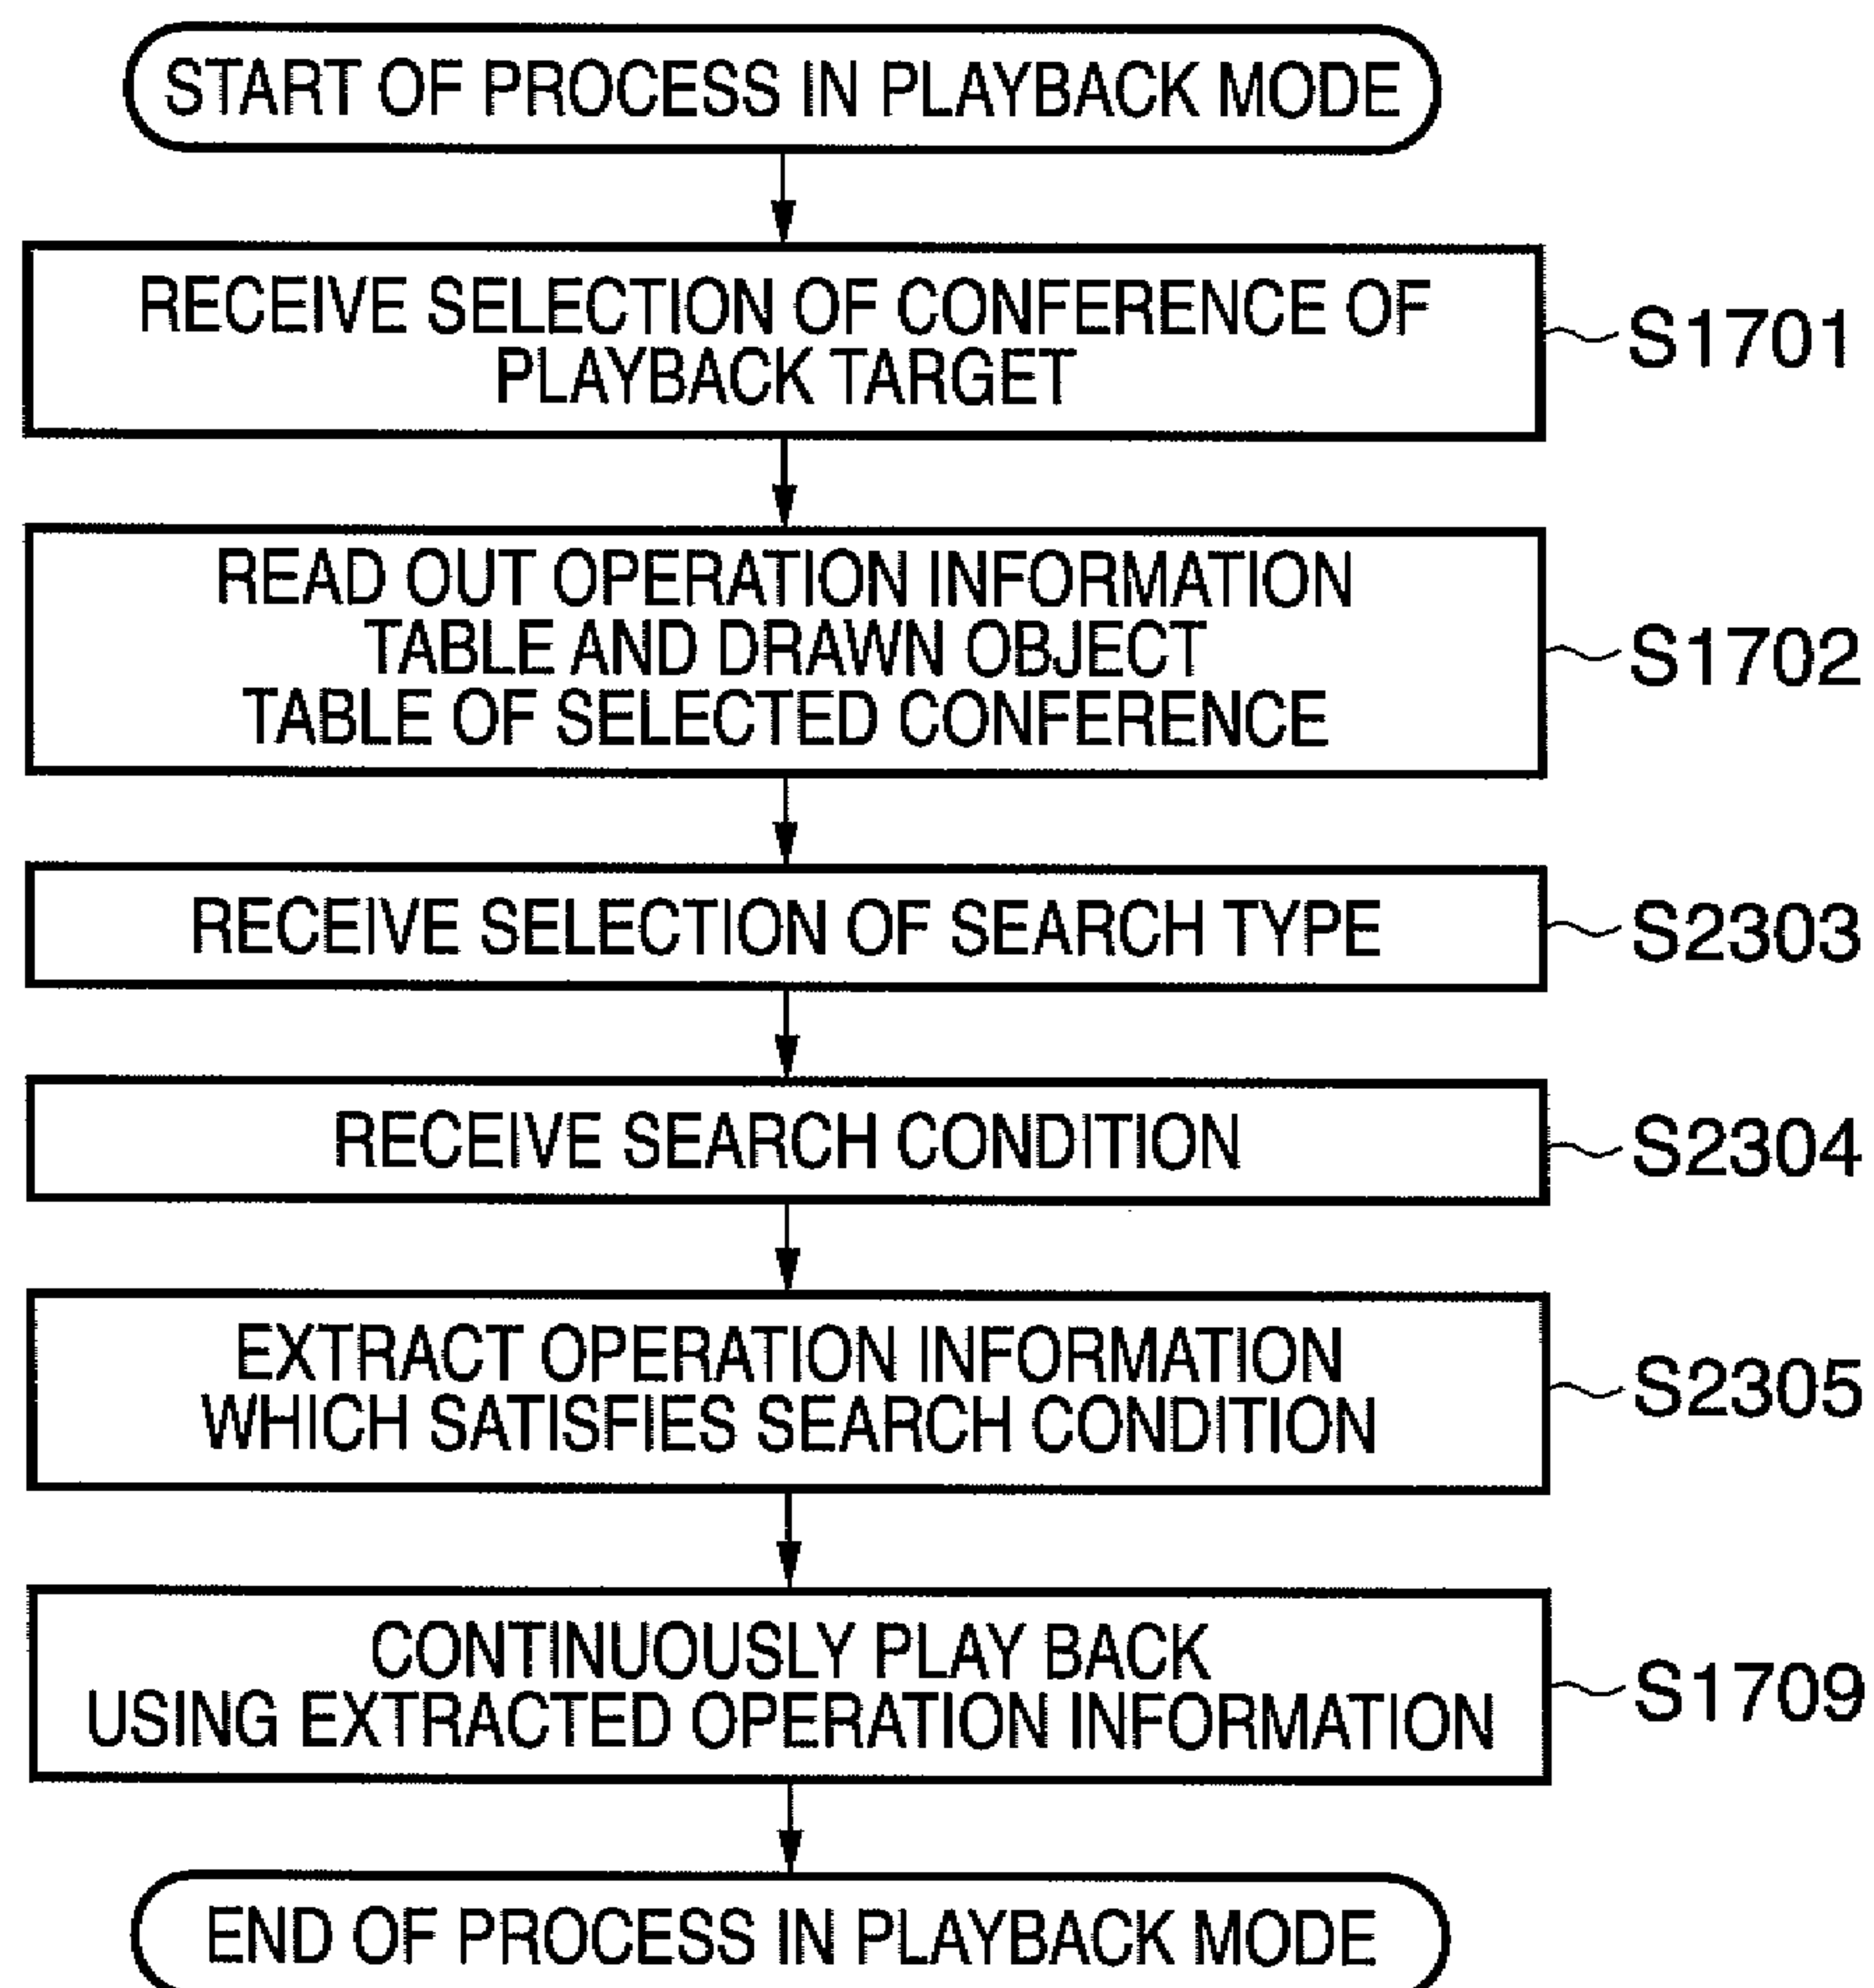 START OF PROCESS IN PLAYBACK MODE
RECEIVE SELECTION OF CONFERENCE OF
PLAYBACK TARGET
S1701
READ OUT OPERATION INFORMATION
TABLE AND DRAWN OBJECT
TABLE OF SELECTED CONFERENCE
S1702
RECEIVE SELECTION OF SEARCH TYPE
S2303
RECEIVE SEARCH CONDITION
S2304
EXTRACT OPERATION INFORMATION
WHICH SATISFIES SEARCH CONDITION
S2305
CONTINUOUSLY PLAY BACK
USING EXTRACTED OPERATION INFORMATION
S1709
END OF PROCESS IN PLAYBACK MODE